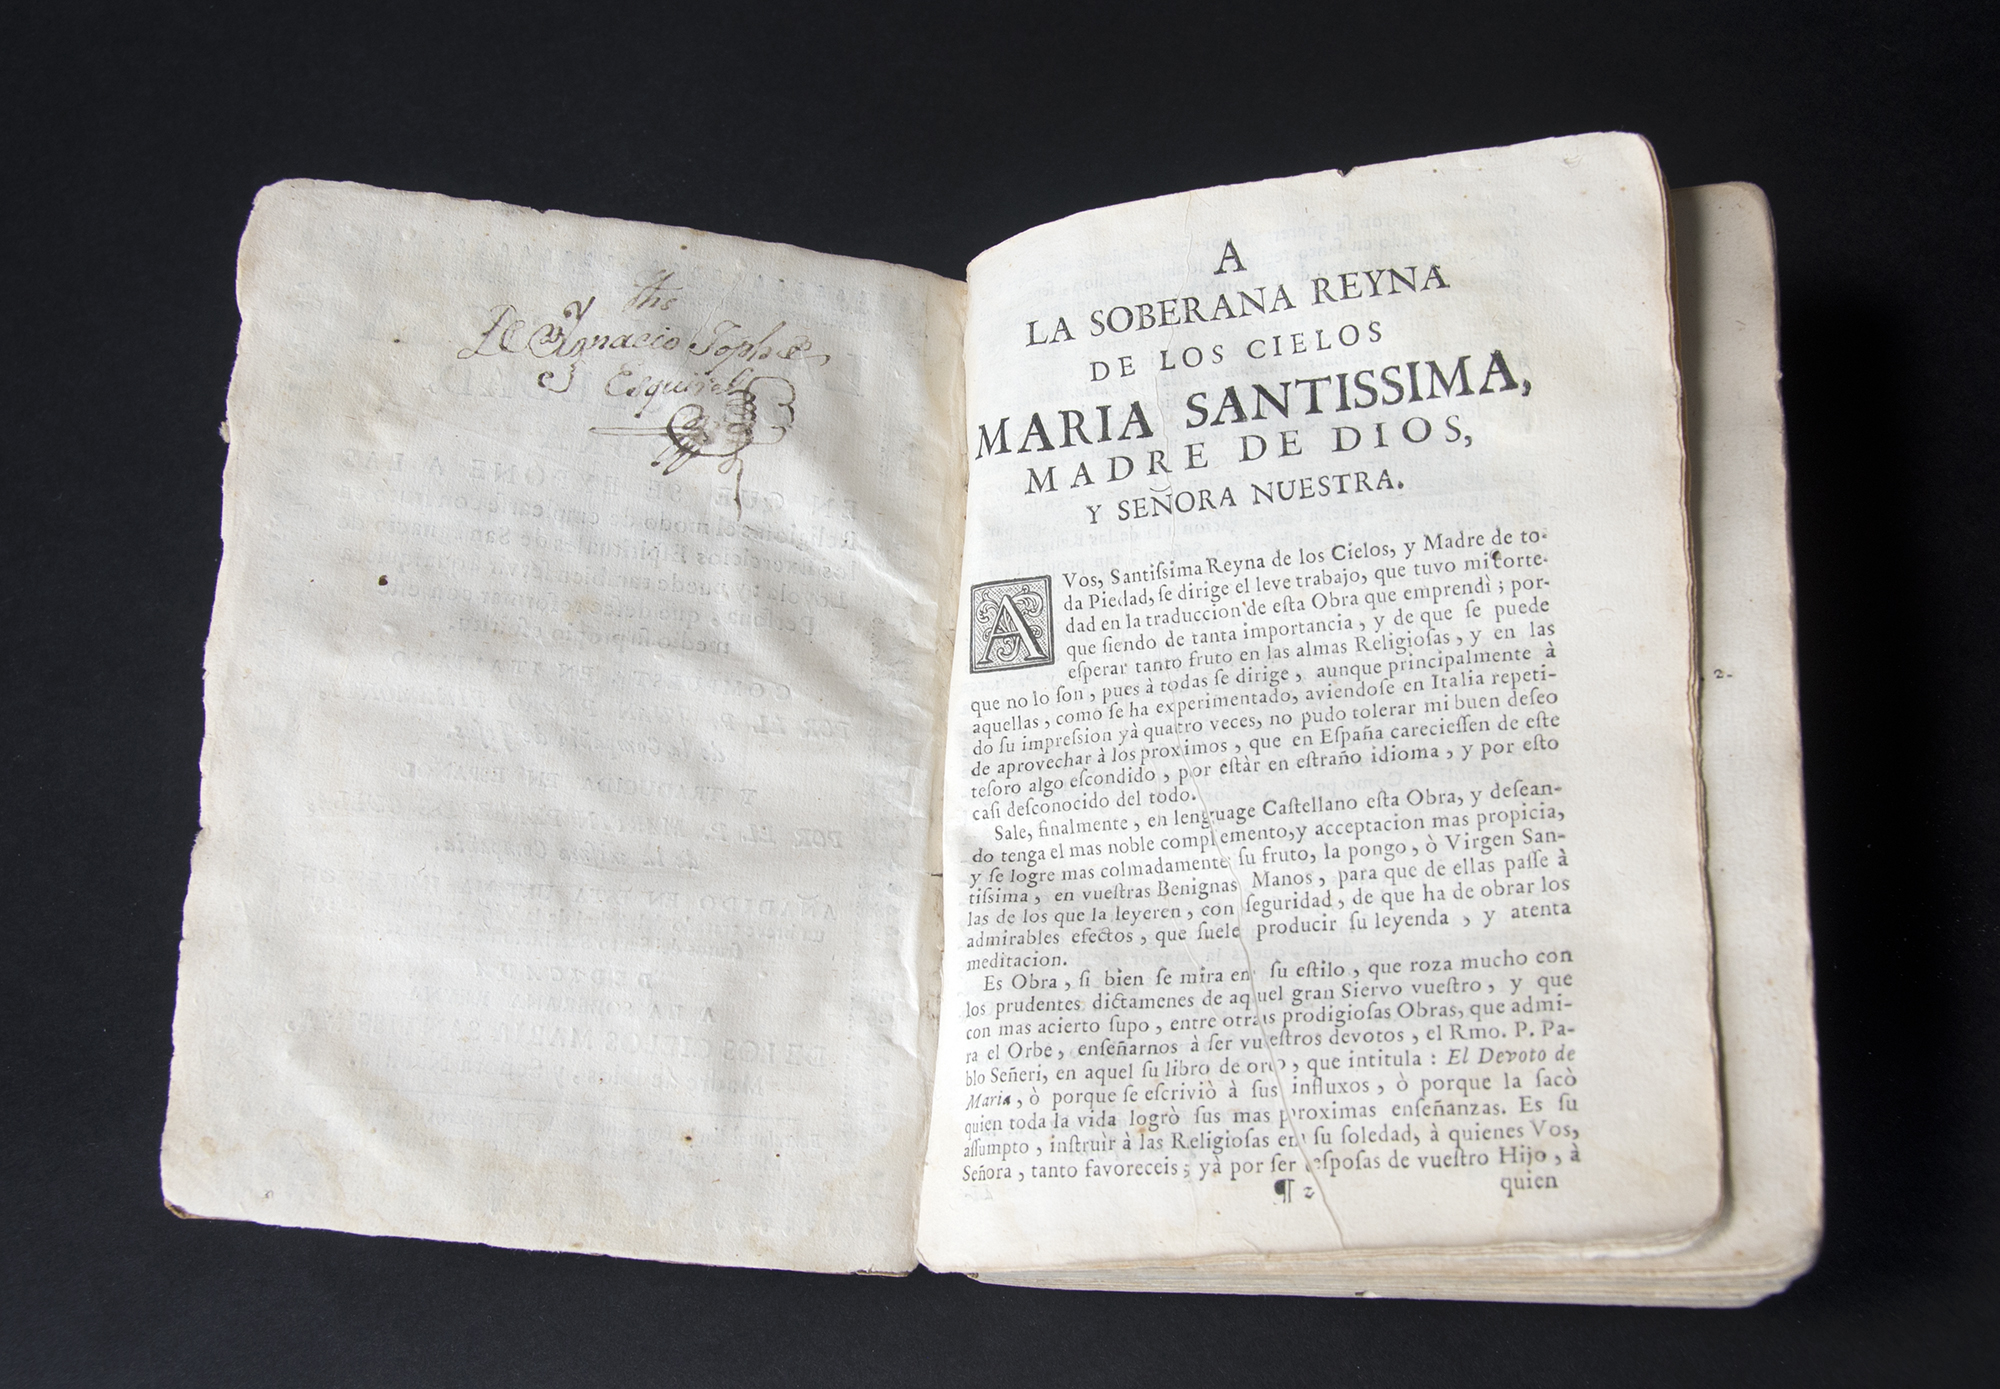 Jhs
De Ygnacio Joph
Esquivel
A
LA SOBERANA REYNA
DE LOS CIELOS
MARIA SANTISSIMA,
MADRE DE DIOS,
Y SEÑORA NUESTRA.
A Vos, Santiſsima Reyna de los Cielos, y Madre de to-
da Piedad, ſe dirige el leve trabajo, que tuvo mi corte-
dad en la traduccion de eſta Obra que emprendì; por-
que ſiendo de tanta importancia, y de que ſe puede
eſperar tanto fruto en las almas Religioſas, y en las
que no lo ſon, pues à todas ſe dirige, aunque principalmente à
aquellas, como ſe ha experimentado, aviendoſe en Italia repeti-
do ſu impreſsion yà quatro veces, no pudo tolerar mi buen deſeo
de aprovechar à los proximos, que en Eſpaña carecieſſen de eſte
teſoro algo eſcondido, por eſtàr en eſtraño idioma, y por eſto
caſi deſconocido del todo.
Sale, finalmente, en lenguage Caſtellano eſta Obra, y deſean-
do tenga el mas noble complemento, y acceptacion mas propicia,
y ſe logre mas colmadamente ſu fruto, la pongo, ò Virgen San-
tiſsima, en vueſtras Benignas Manos, para que de ellas paſſe à
las de los que la leyeren, con ſeguridad, de que ha de obrar los
admirables efectos, que ſuele producir ſu leyenda, y atenta
meditacion.
Es Obra, ſi bien ſe mira en ſu eſtilo, que roza mucho con
los prudentes dictamenes de aquel gran Siervo vueſtro, y que
con mas acierto ſupo, entre otras prodigioſas Obras, que admi-
ra el Orbe, enſeñarnos à ſer vueſtros devotos, el Rmo. P. Pa-
blo Señeri, en aquel ſu libro de oro, que intitula: El Devoto de
Maria, ò porque ſe eſcriviò à ſus influxos, ò porque la ſacò
quien toda la vida logrò ſus mas proximas enſeñanzas. Es ſu
aſſumpto, inſtruìr à las Religioſas en ſu ſoledad, à quienes Vos,
Señora, tanto favoreceis; yà por ſer eſpoſas de vueſtro Hijo, à
¶ 2 quien
2-